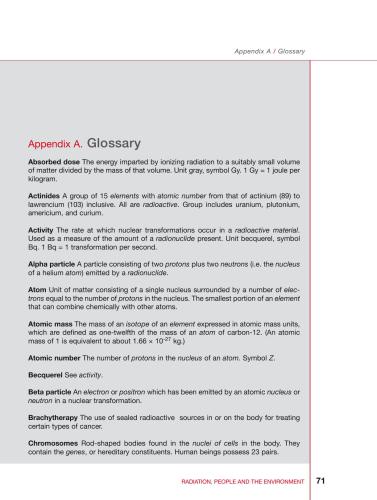 Appendix A / Glossary
Appendix A. Glossary
Absorbed dose The energy imparted by ionizing radiation to a suitably small volume
of matter divided by the mass of that volume. Unit gray, symbol Gy. 1 Gy = 1 joule per
kilogram.
Actinides A group of 15 elements with atomic number from that of actinium (89) to
lawrencium (103) inclusive. All are radioactive. Group includes uranium, plutonium,
americium, and curium.
Activity The rate at which nuclear transformations occur in a radioactive material.
Used as a measure of the amount of a radionuclide present. Unit becquerel, symbol
Bq. 1 Bq = 1 transformation per second.
Alpha particle A particle consisting of two protons plus two neutrons (i.e. the nucleus
of a helium atom) emitted by a radionuclide.
Atom Unit of matter consisting of a single nucleus surrounded by a number of elec-
trons equal to the number of protons in the nucleus. The smallest portion of an element
that can combine chemically with other atoms.
Atomic mass The mass of an isotope of an element expressed in atomic mass units,
which are defined as one-twelfth of the mass of an atom of carbon-12. (An atomic
mass of 1 is equivalent to about 1.66 × 10⁻²⁷ kg.)
Atomic number The number of protons in the nucleus of an atom. Symbol Z.
Becquerel See activity.
Beta particle An electron or positron which has been emitted by an atomic nucleus or
neutron in a nuclear transformation.
Brachytherapy The use of sealed radioactive sources in or on the body for treating
certain types of cancer.
Chromosomes Rod-shaped bodies found in the nuclei of cells in the body. They
contain the genes, or hereditary constituents. Human beings possess 23 pairs.
RADIATION, PEOPLE AND THE ENVIRONMENT 71